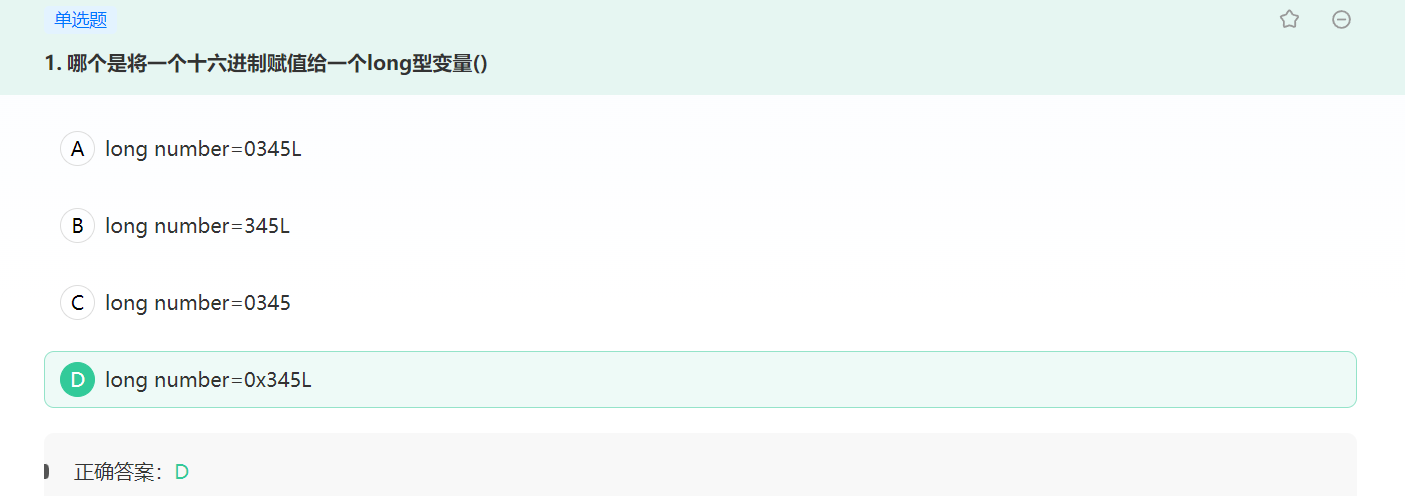 单选题
1. 哪个是将一个十六进制赋值给一个long型变量()
A long number=0345L
B long number=345L
C long number=0345
D long number=0x345L
正确答案：D